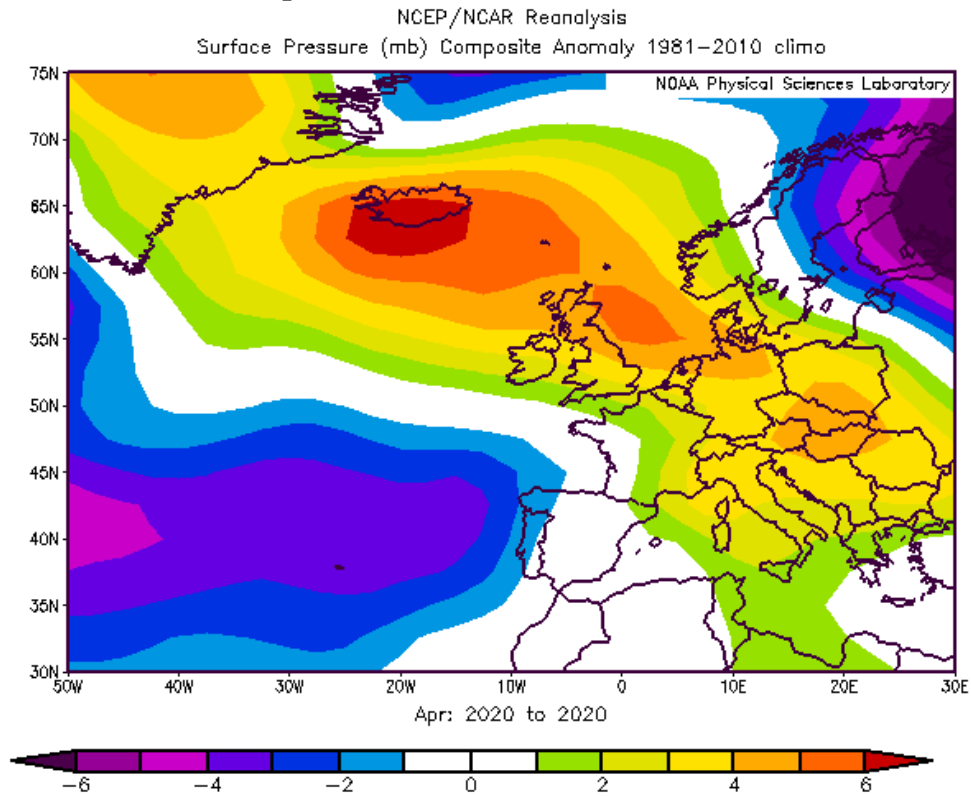 NCEP/NCAR Reanalysis
Surface Pressure (mb) Composite Anomaly 1981-2010 climo
NOAA Physical Sciences Laboratory
75N
70N
65N
60N
55N
50N
45N
40N
35N
30N
50W 40W 30W 20W 10W 0 10E 20E 30E
Apr: 2020 to 2020
-6 -4 -2 0 2 4 6